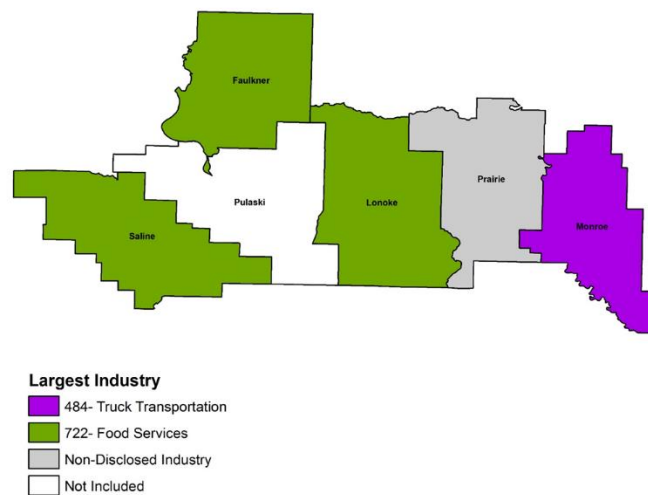 Faulkner
Prairie
Pulaski
Lonoke
Saline
Monroe
Largest Industry
484- Truck Transportation
722- Food Services
Non-Disclosed Industry
Not Included